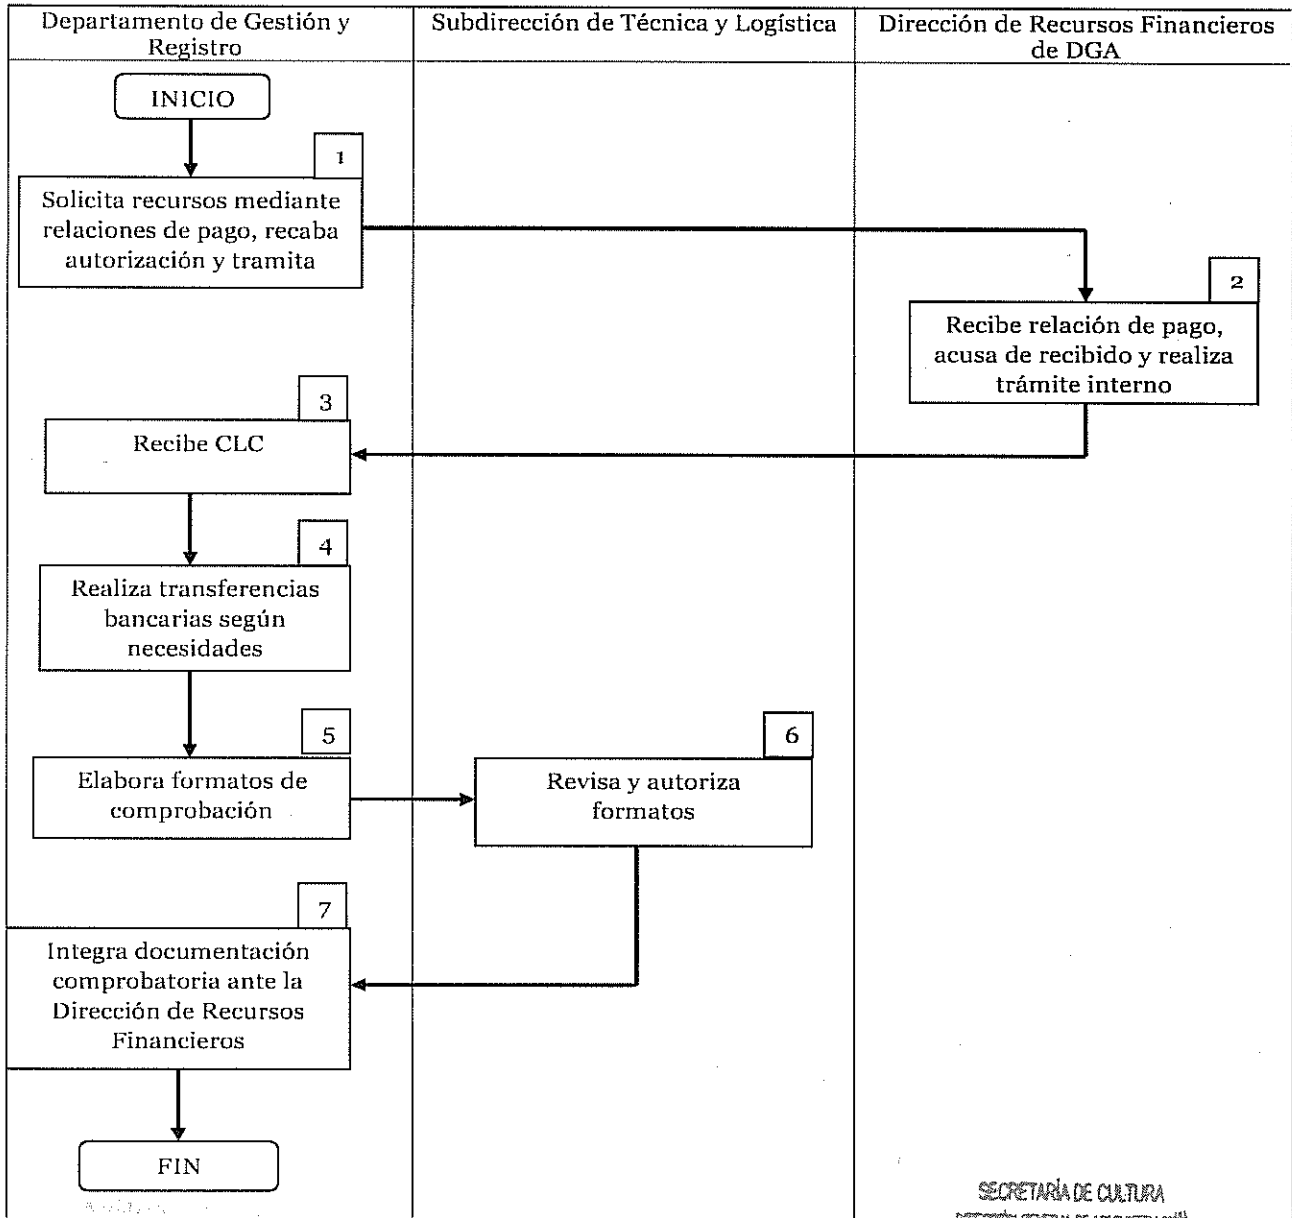 Departamento de Gestión y
Registro
Subdirección de Técnica y Logística
Dirección de Recursos Financieros
de DGA
INICIO
1
Solicita recursos mediante
relaciones de pago, recaba
autorización y tramita
2
Recibe relación de pago,
acusa de recibido y realiza
trámite interno
3
Recibe CLC
4
Realiza transferencias
bancarias según
necesidades
5
Elabora formatos de
comprobación
6
Revisa y autoriza
formatos
7
Integra documentación
comprobatoria ante la
Dirección de Recursos
Financieros
FIN
SECRETARÍA DE CULTURA